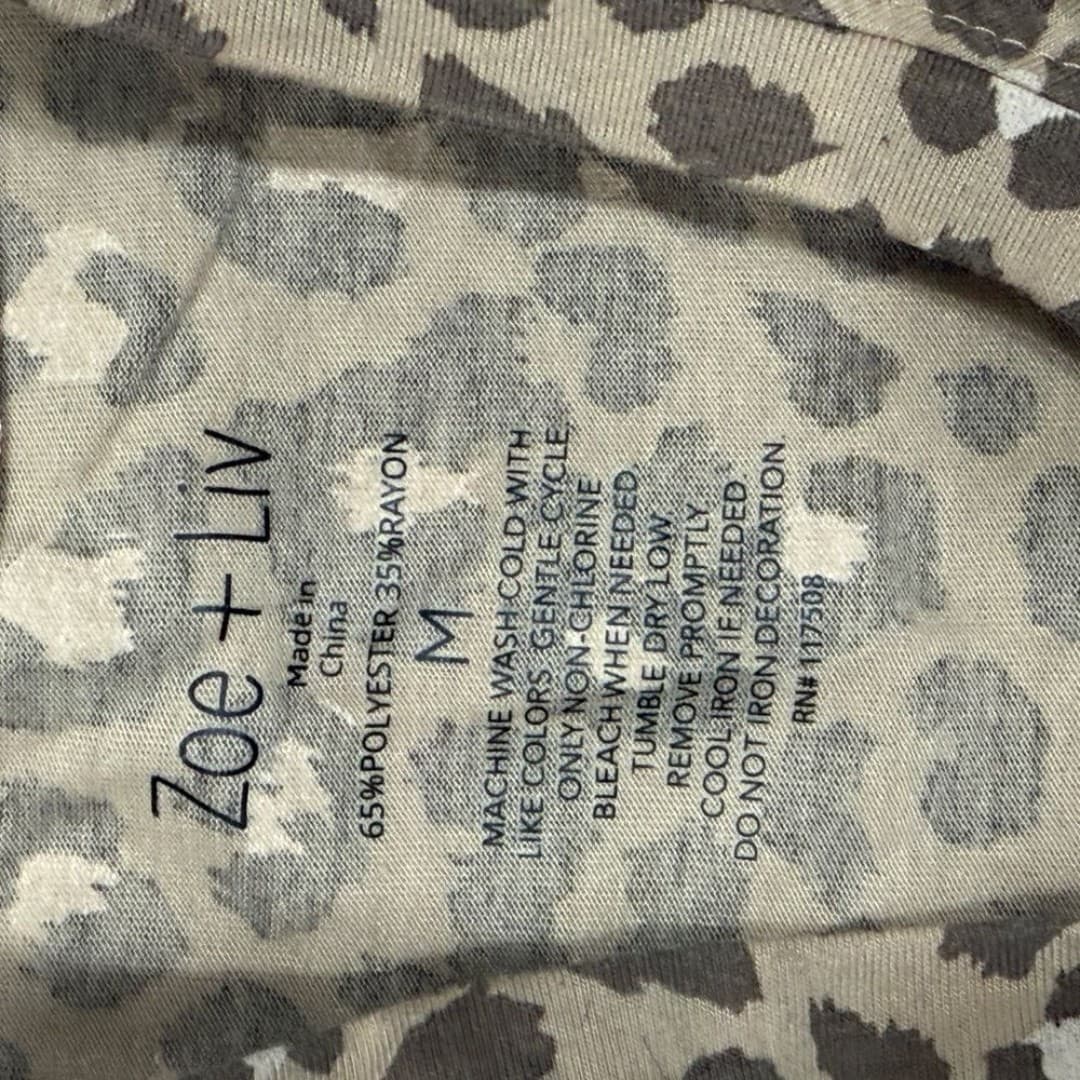 Zoe + Liv
Made in
China
65%POLYESTER 35%RAYON
M
MACHINE WASH COLD WITH
LIKE COLORS, GENTLE CYCLE.
ONLY NON-CHLORINE
BLEACH WHEN NEEDED.
TUMBLE DRY LOW.
REMOVE PROMPTLY.
COOL IRON IF NEEDED.
DO NOT IRON DECORATION
RN# 117508